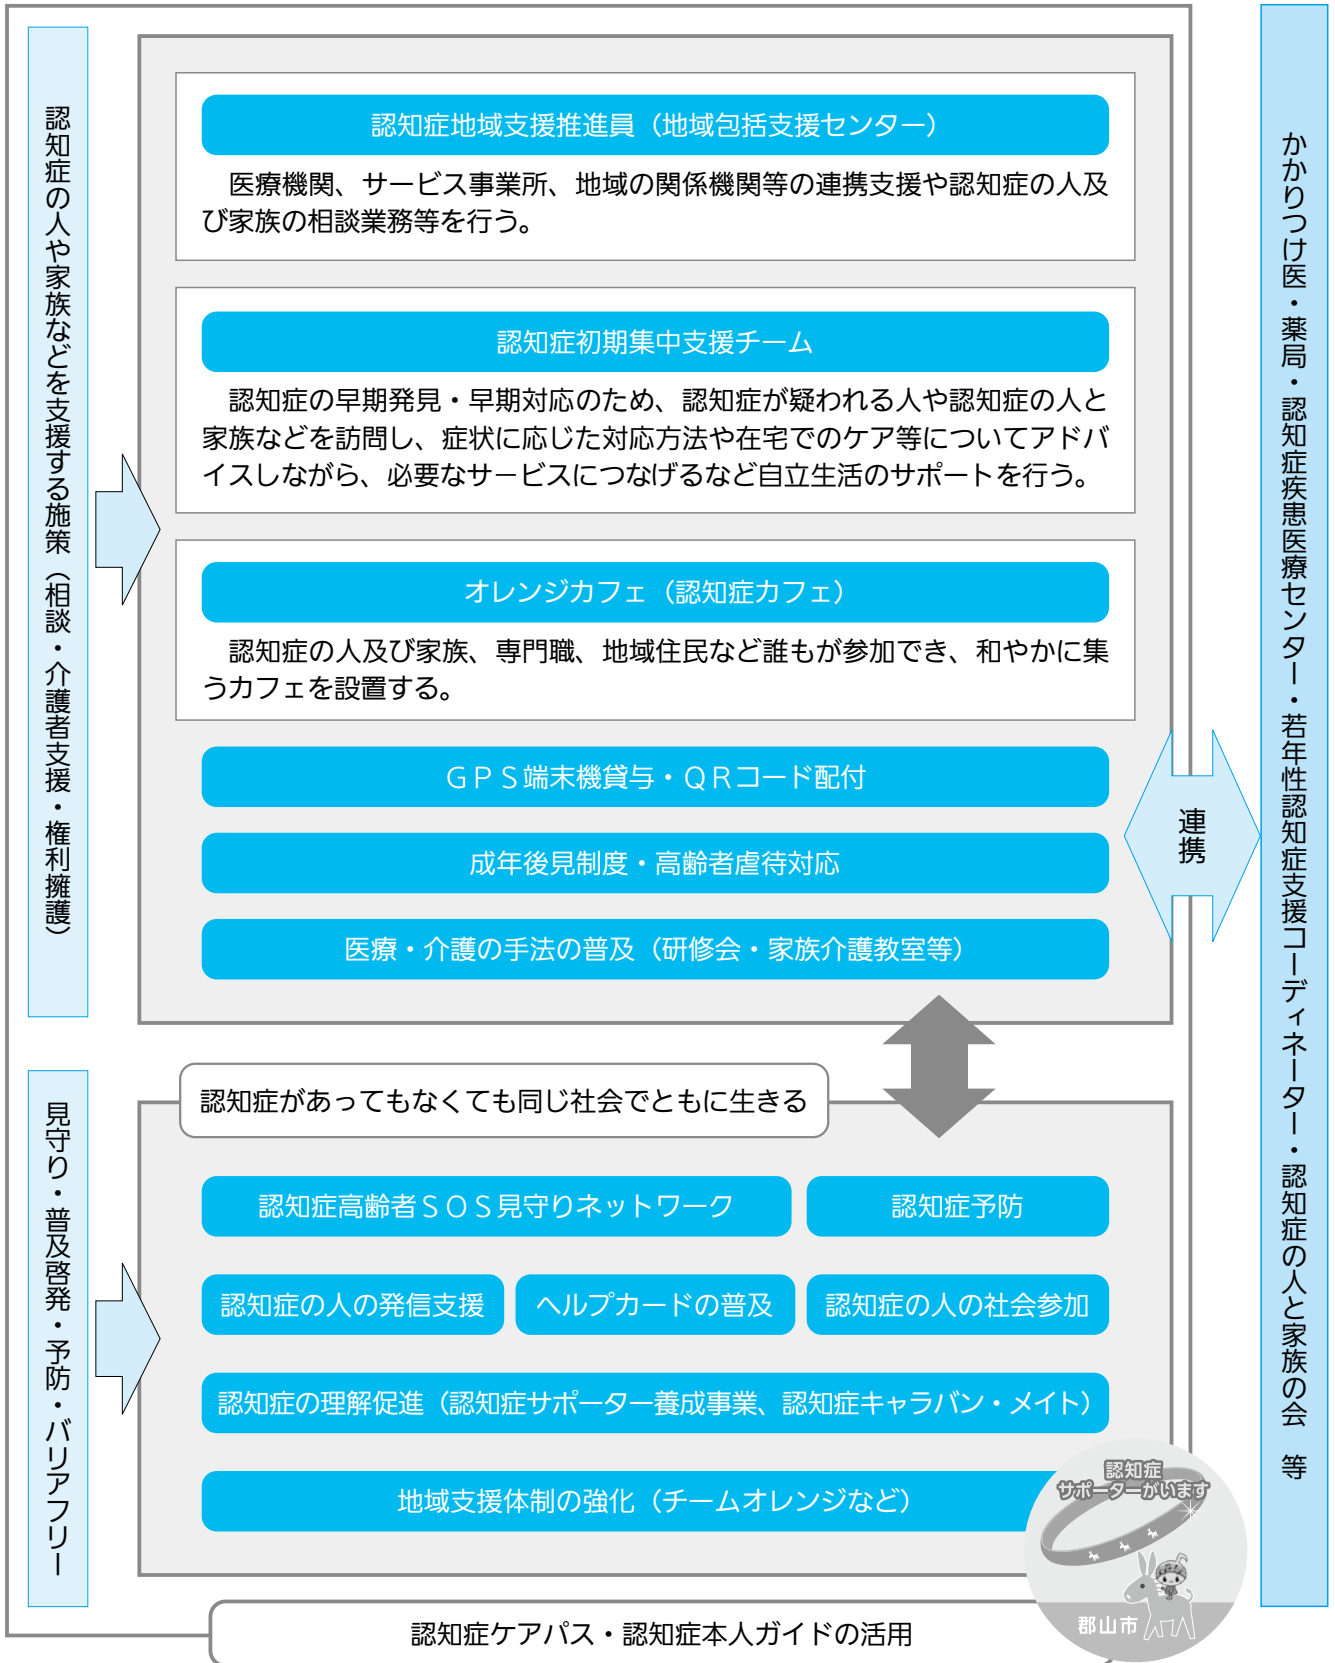 認知症の人や家族などを支援する施策（相談・介護者支援・権利擁護）
認知症地域支援推進員（地域包括支援センター）
医療機関、サービス事業所、地域の関係機関等の連携支援や認知症の人及
び家族の相談業務等を行う。
認知症初期集中支援チーム
認知症の早期発見・早期対応のため、認知症が疑われる人や認知症の人と
家族などを訪問し、症状に応じた対応方法や在宅でのケア等についてアドバ
イスしながら、必要なサービスにつなげるなど自立生活のサポートを行う。
オレンジカフェ（認知症カフェ）
認知症の人及び家族、専門職、地域住民など誰もが参加でき、和やかに集
うカフェを設置する。
ＧＰＳ端末機貸与・ＱＲコード配付
成年後見制度・高齢者虐待対応
医療・介護の手法の普及（研修会・家族介護教室等）
連携
かかりつけ医・薬局・認知症疾患医療センター・若年性認知症支援コーディネーター・認知症の人と家族の会　等
見守り・普及啓発・予防・バリアフリー
認知症があってもなくても同じ社会でともに生きる
認知症高齢者ＳＯＳ見守りネットワーク
認知症予防
認知症の人の発信支援
ヘルプカードの普及
認知症の人の社会参加
認知症の理解促進（認知症サポーター養成事業、認知症キャラバン・メイト）
地域支援体制の強化（チームオレンジなど）
認知症
サポーターがいます
郡山市
認知症ケアパス・認知症本人ガイドの活用